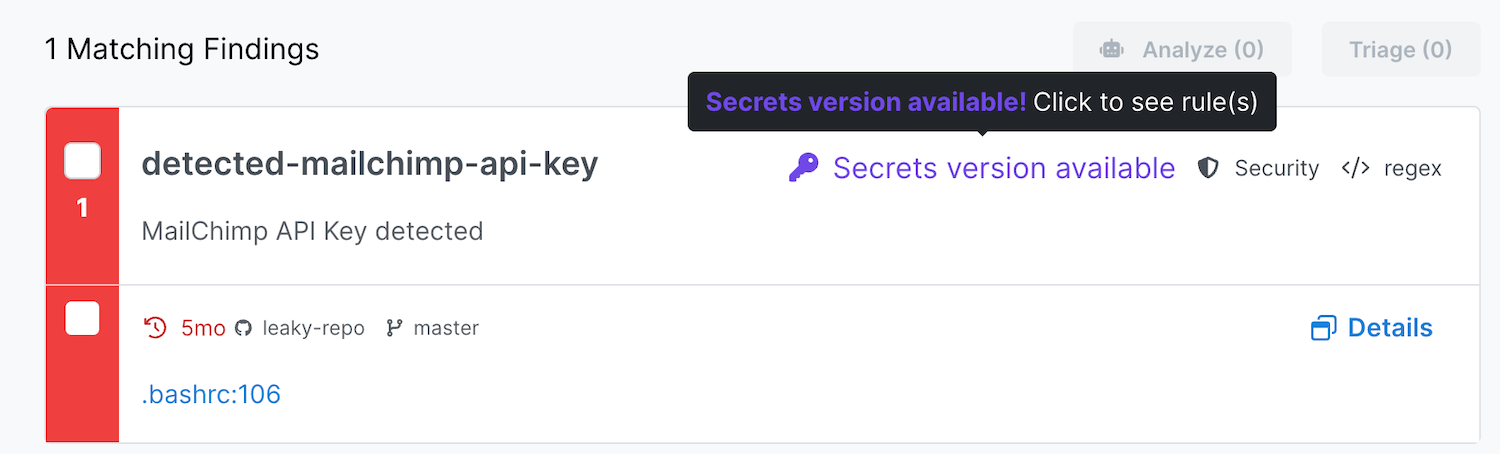 1 Matching Findings
Analyze (0)
Triage (0)
Secrets version available! Click to see rule(s)
detected-mailchimp-api-key
Secrets version available
Security
</> regex
1
MailChimp API Key detected
5mo
leaky-repo
master
Details
.bashrc:106